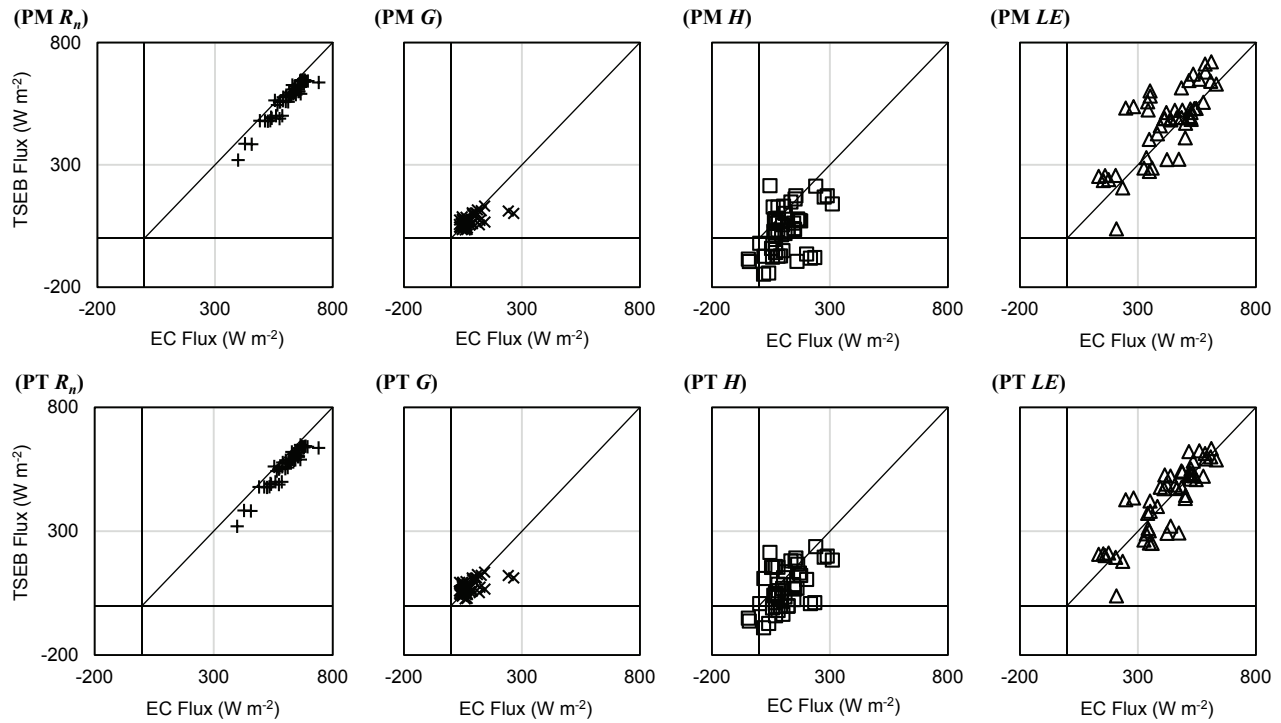 (PM Rn) (PM G) (PM H) (PM LE)
800
300
-200
TSEB Flux (W m-2)
-200 300 800 -200 300 800 -200 300 800 -200 300 800
EC Flux (W m-2) EC Flux (W m-2) EC Flux (W m-2) EC Flux (W m-2)
(PT Rn) (PT G) (PT H) (PT LE)
800
300
-200
TSEB Flux (W m-2)
-200 300 800 -200 300 800 -200 300 800 -200 300 800
EC Flux (W m-2) EC Flux (W m-2) EC Flux (W m-2) EC Flux (W m-2)